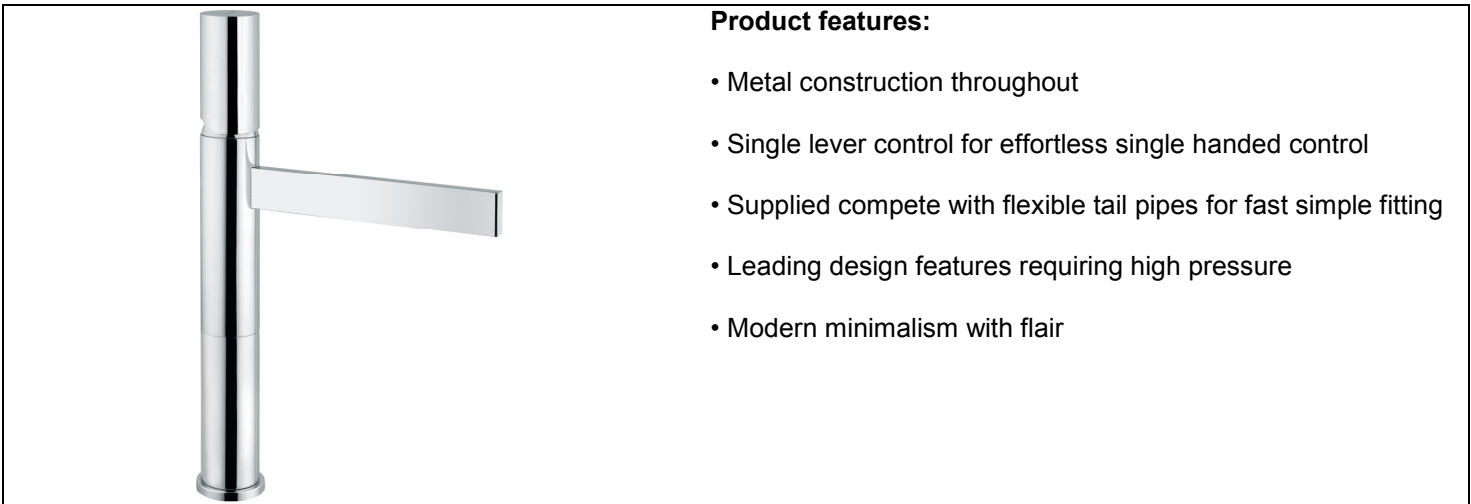 Product features:
• Metal construction throughout
• Single lever control for effortless single handed control
• Supplied compete with flexible tail pipes for fast simple fitting
• Leading design features requiring high pressure
• Modern minimalism with flair